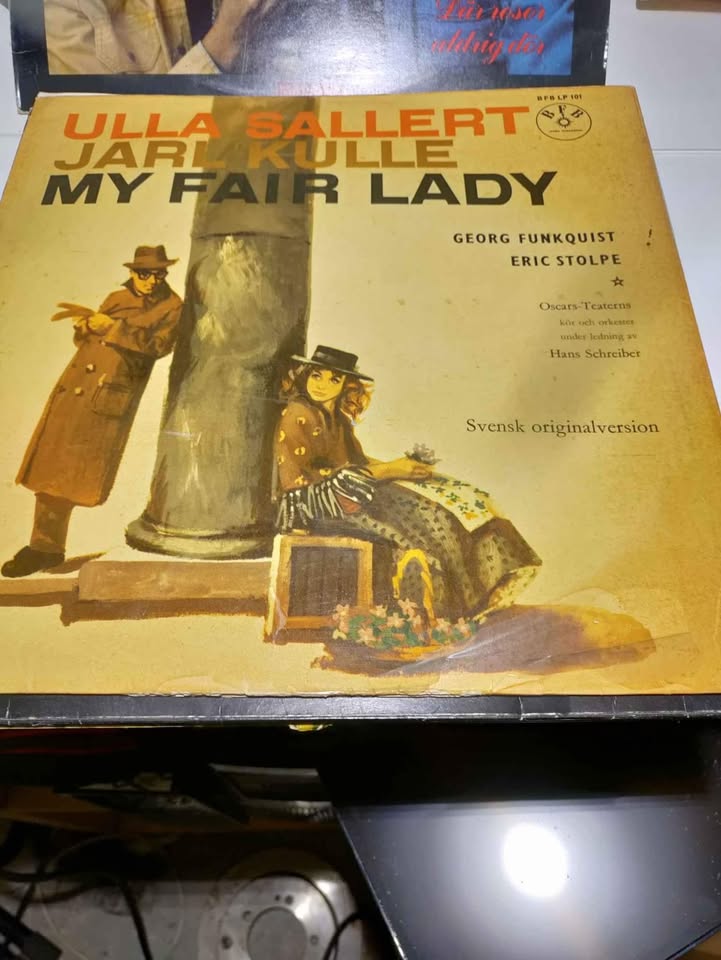 Där rosor
aldrig dör
BFB LP 101
BFB
ULLA SALLERT
JARL KULLE
MY FAIR LADY
GEORG FUNKQUIST
ERIC STOLPE
Oscars-Teaterns
kör och orkester
under ledning av
Hans Schreiber
Svensk originalversion